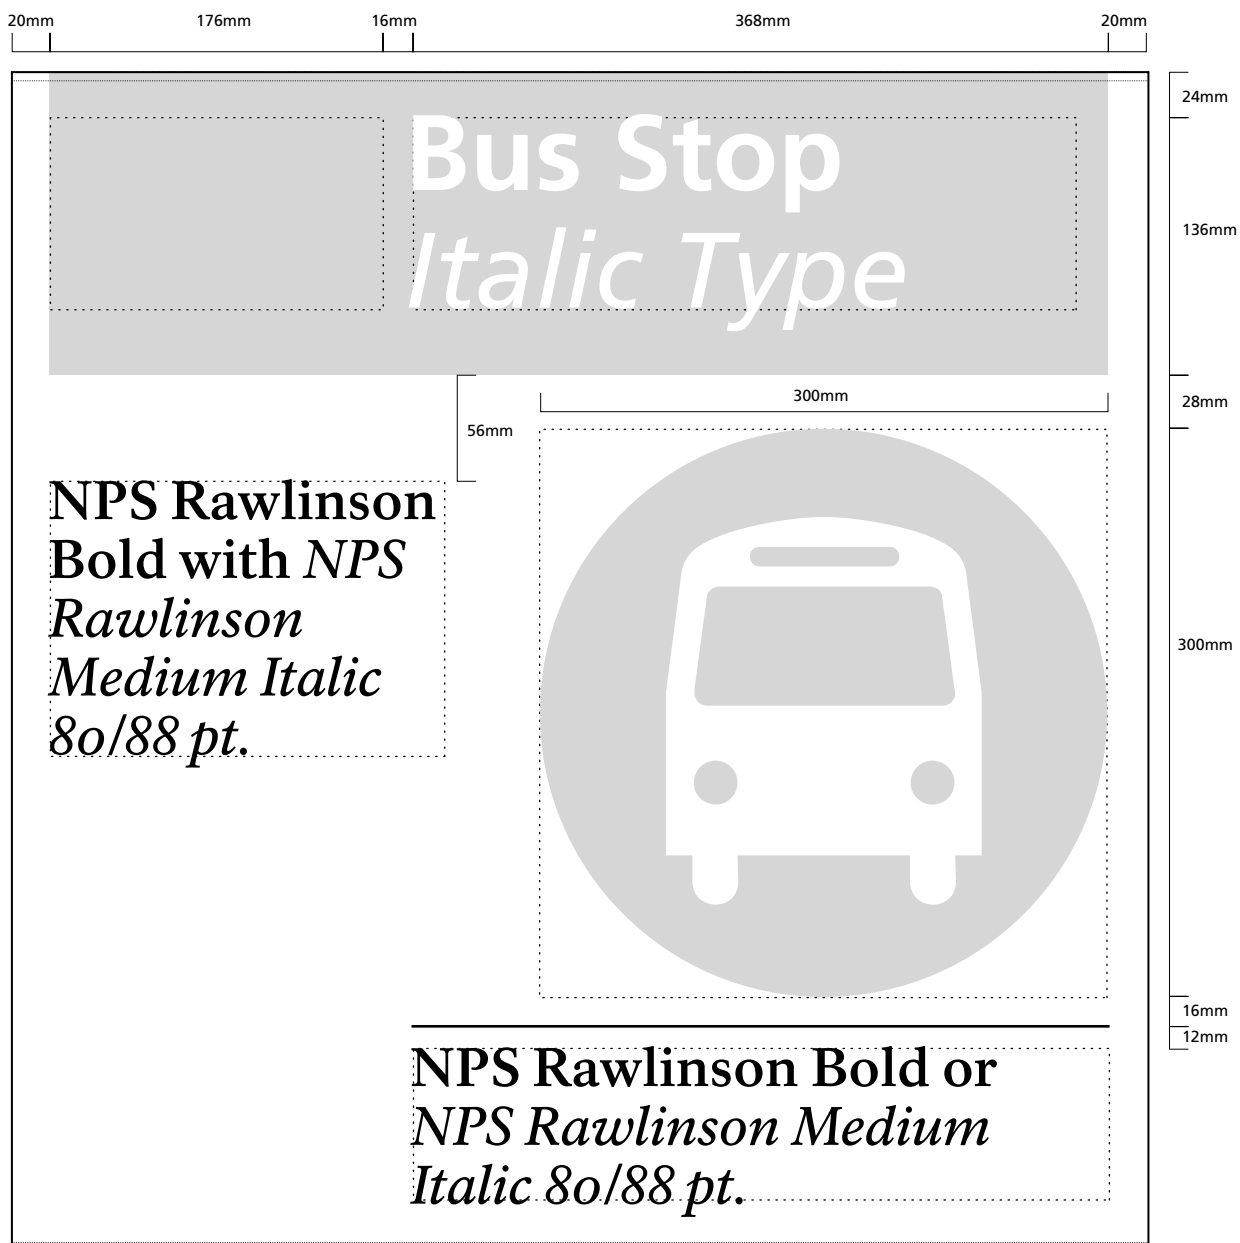 20mm 176mm 16mm 368mm 20mm
24mm
Bus Stop
Italic Type
136mm
300mm
28mm
56mm
NPS Rawlinson
Bold with NPS
Rawlinson
Medium Italic
80/88 pt.
300mm
16mm
12mm
NPS Rawlinson Bold or
NPS Rawlinson Medium
Italic 80/88 pt.